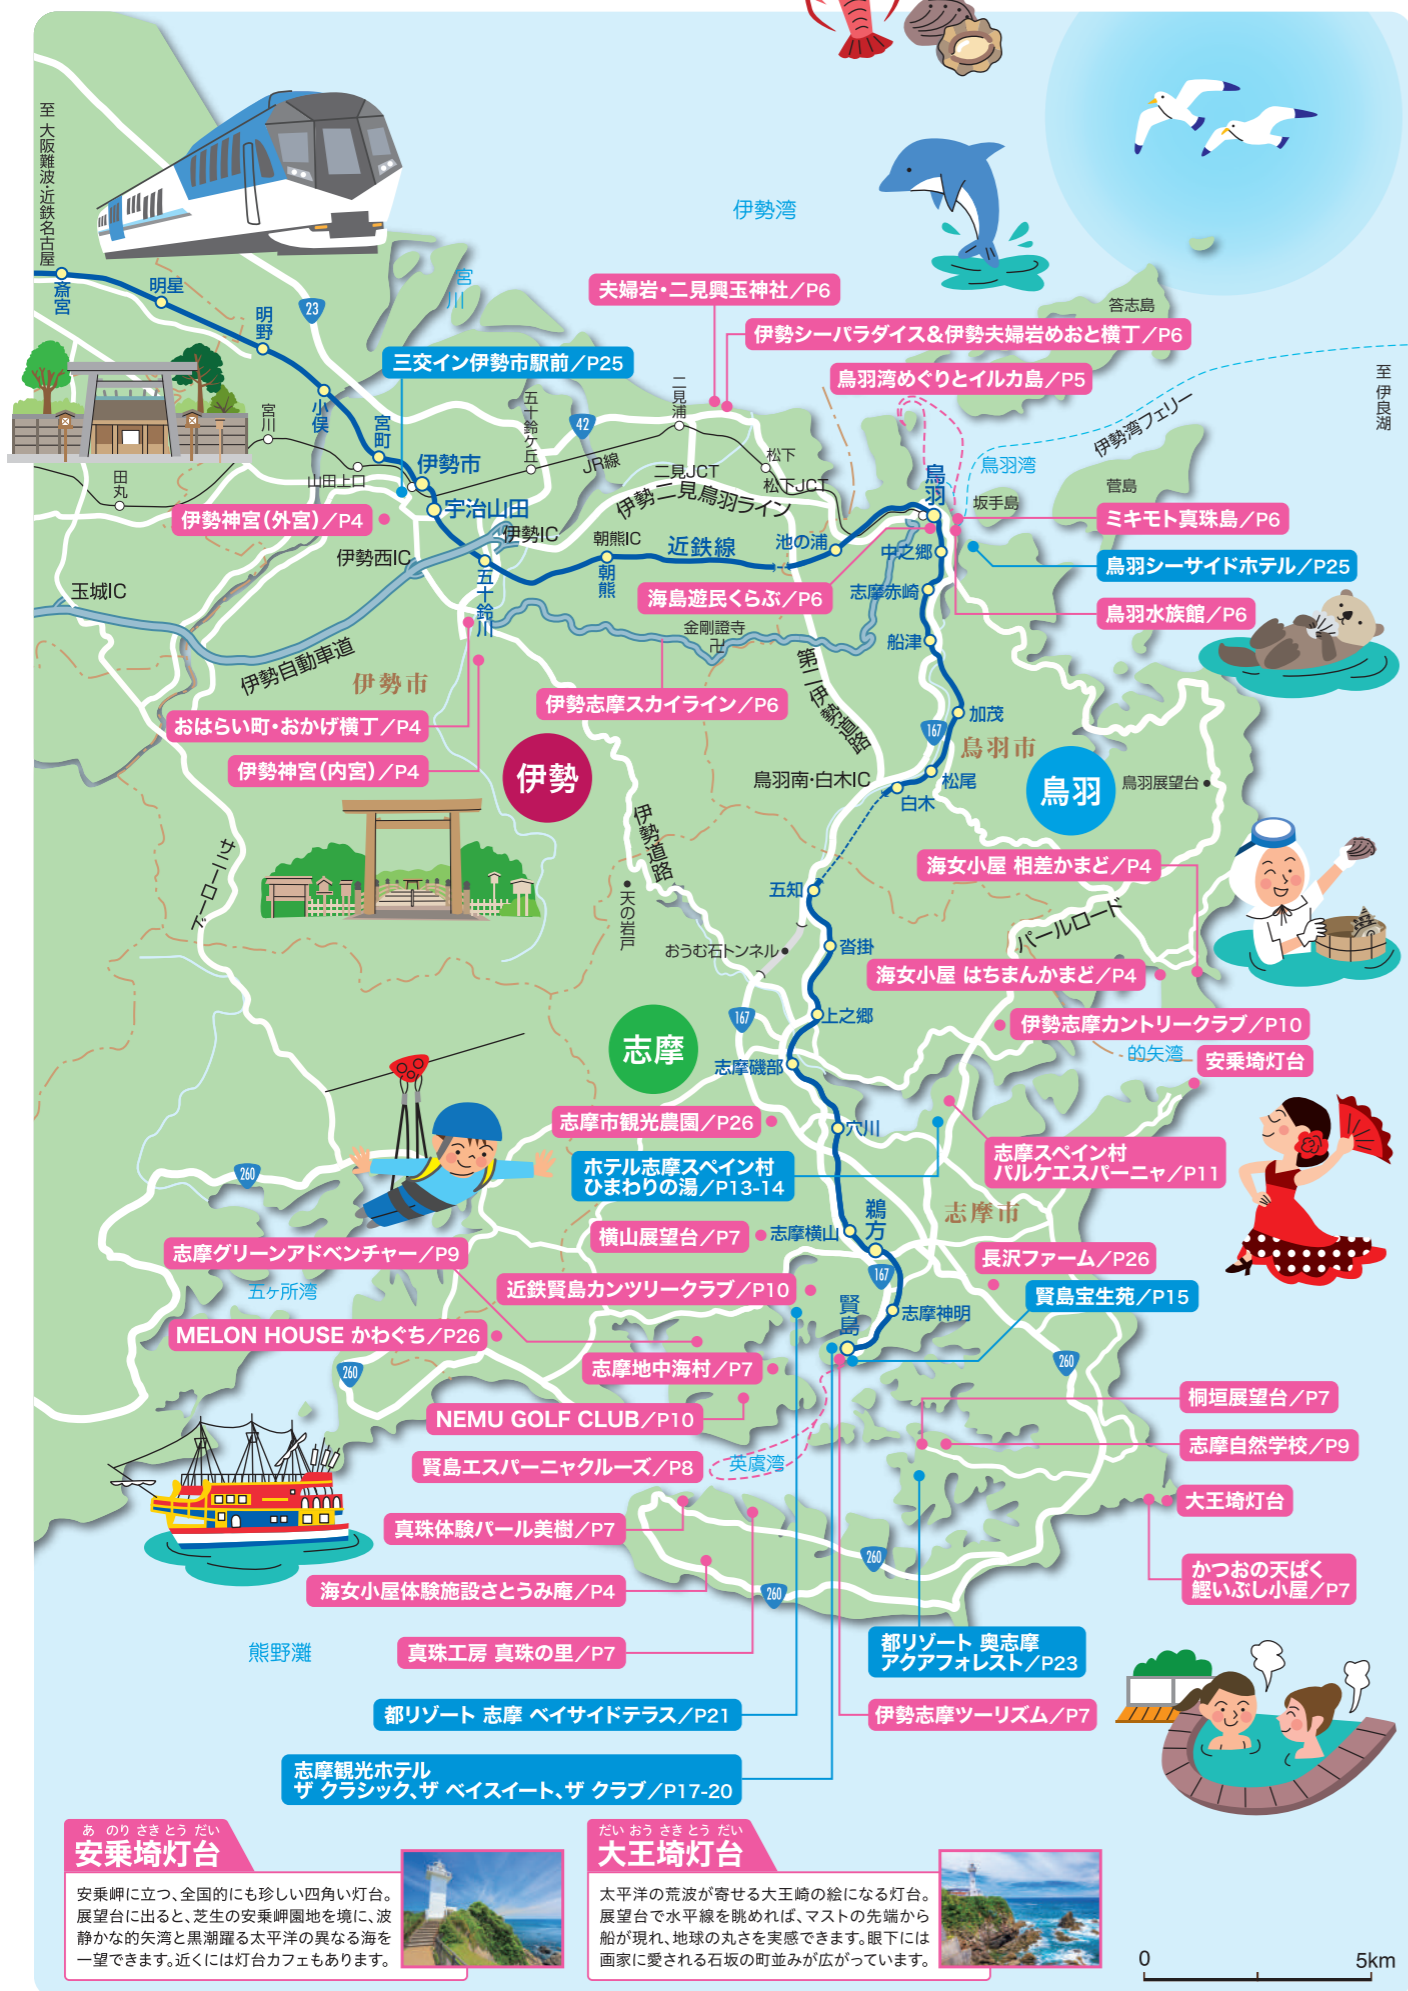 至 大阪難波・近鉄名古屋
伊勢湾
宮川
斎宮
明星
明野
23
小俣
宮町
伊勢市
宇治山田
夫婦岩・二見興玉神社／P6
伊勢シーパラダイス＆伊勢夫婦岩めおと横丁／P6
鳥羽湾めぐりとイルカ島／P5
三交イン伊勢市駅前／P25
答志島
至 伊良湖
伊勢湾フェリー
鳥羽湾
菅島
坂手島
宮川
田丸
山田上口
五十鈴ケ丘
42
JR線
二見浦
二見JCT
松下
松下JCT
伊勢二見鳥羽ライン
鳥羽
伊勢神宮（外宮）／P4
伊勢西IC
伊勢IC
朝熊IC
朝熊
近鉄線
池の浦
中之郷
志摩赤崎
船津
加茂
ミキモト真珠島／P6
鳥羽シーサイドホテル／P25
鳥羽水族館／P6
海島遊民くらぶ／P6
玉城IC
五十鈴川
金剛證寺
卍
伊勢自動車道
伊勢市
伊勢志摩スカイライン／P6
第二伊勢道路
おはらい町・おかげ横丁／P4
伊勢神宮（内宮）／P4
伊勢
167
鳥羽市
鳥羽
鳥羽展望台
鳥羽南・白木IC
松尾
白木
サニーロード
伊勢道路
天の岩戸
おうむ石トンネル
五知
沓掛
上之郷
167
志摩磯部
海女小屋 相差かまど／P4
パールロード
海女小屋 はちまんかまど／P4
伊勢志摩カントリークラブ／P10
的矢湾
安乗埼灯台
志摩
志摩市観光農園／P26
穴川
ホテル志摩スペイン村
ひまわりの湯／P13-14
志摩スペイン村
パルケエスパーニャ／P11
志摩市
260
横山展望台／P7
志摩横山
鵜方
167
長沢ファーム／P26
賢島宝生苑／P15
志摩グリーンアドベンチャー／P9
五ヶ所湾
近鉄賢島カンツリークラブ／P10
賢島
志摩神明
MELON HOUSE かわぐち／P26
260
志摩地中海村／P7
260
NEMU GOLF CLUB／P10
桐垣展望台／P7
志摩自然学校／P9
賢島エスパーニャクルーズ／P8
英虞湾
大王埼灯台
真珠体験パール美樹／P7
260
かつおの天ぱく
鰹いぶし小屋／P7
海女小屋体験施設さとうみ庵／P4
260
熊野灘
真珠工房 真珠の里／P7
都リゾート 奥志摩
アクアフォレスト／P23
都リゾート 志摩 ベイサイドテラス／P21
伊勢志摩ツーリズム／P7
志摩観光ホテル
ザ クラシック、ザ ベイスイート、ザ クラブ／P17-20
あ のり さき とう だい
安乗埼灯台
安乗岬に立つ、全国的にも珍しい四角い灯台。
展望台に出ると、芝生の安乗岬園地を境に、波
静かな的矢湾と黒潮躍る太平洋の異なる海を
一望できます。近くには灯台カフェもあります。
だい おう さき とう だい
大王埼灯台
太平洋の荒波が寄せる大王崎の絵になる灯台。
展望台で水平線を眺めれば、マストの先端から
船が現れ、地球の丸さを実感できます。眼下には
画家に愛される石坂の町並みが広がっています。
0 5km